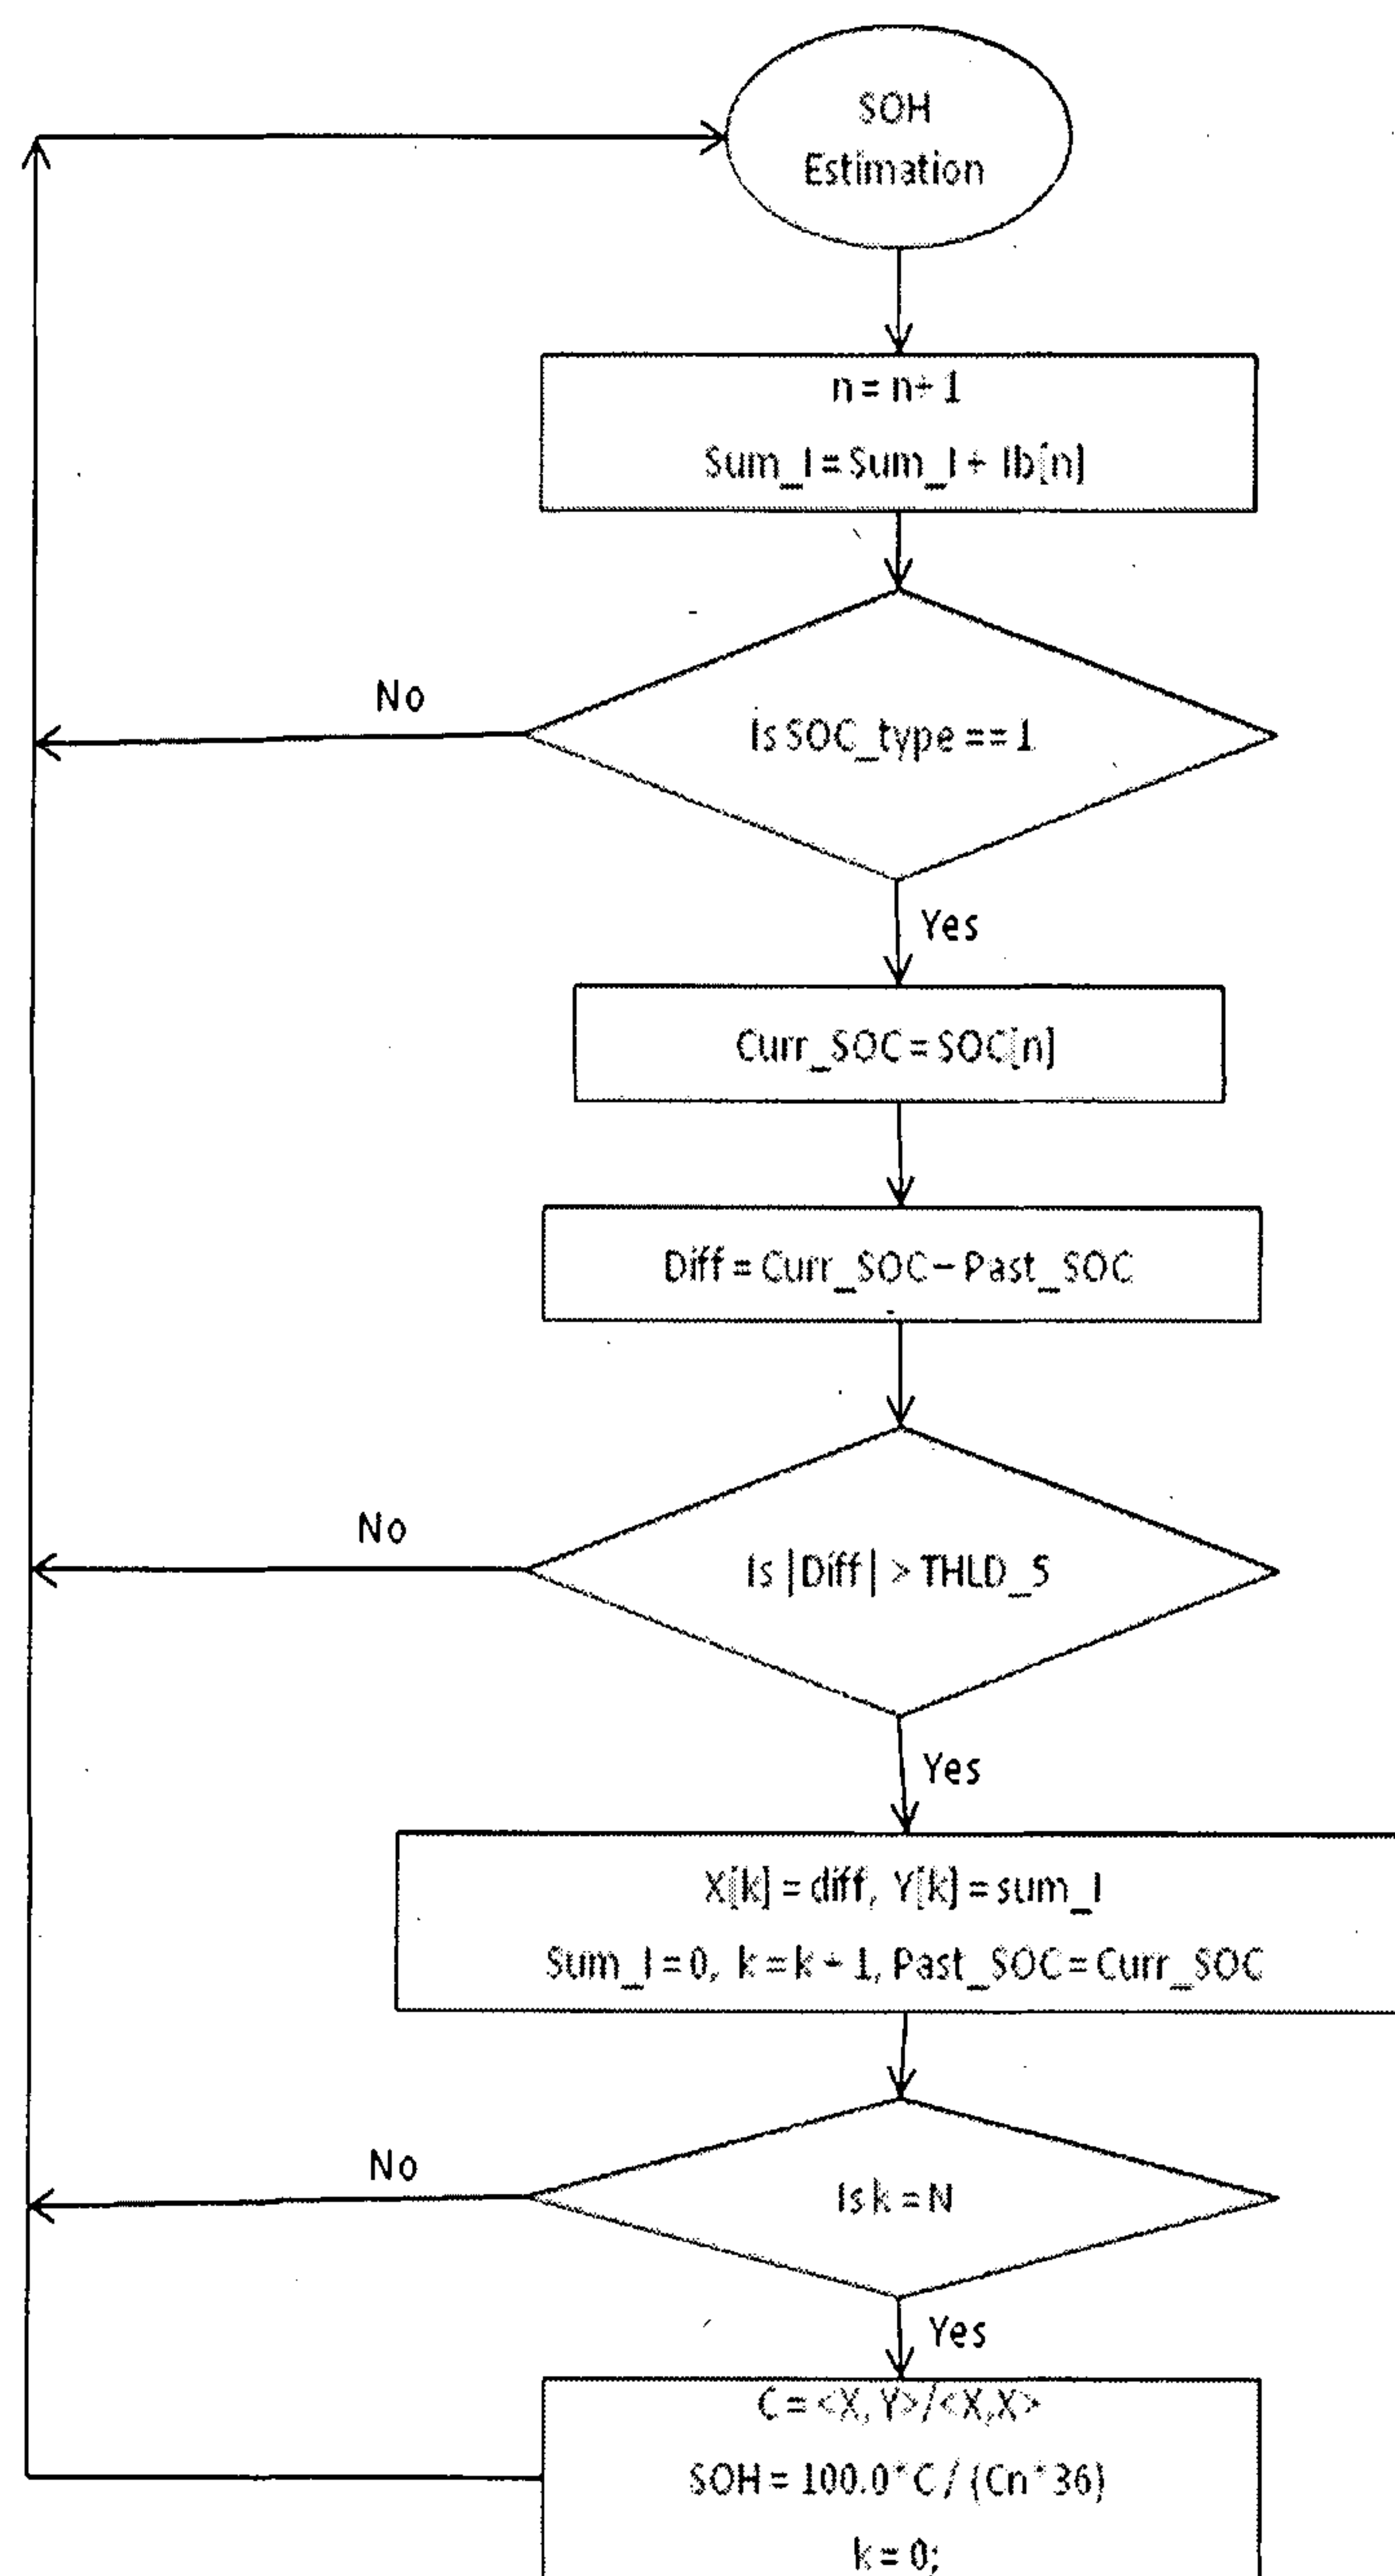 SOH
Estimation
n = n+ 1
Sum_I = Sum_I + Ib[n]
No
Is SOC_type == 1
Yes
Curr_SOC = SOC[n]
Diff = Curr_SOC – Past_SOC
No
Is |Diff| > THLD_5
Yes
X[k] = diff, Y[k] = sum_I
Sum_I = 0, k = k + 1, Past_SOC = Curr_SOC
No
Is k = N
Yes
C = <X, Y>/<X,X>
SOH = 100.0*C / (Cn*36)
k = 0;